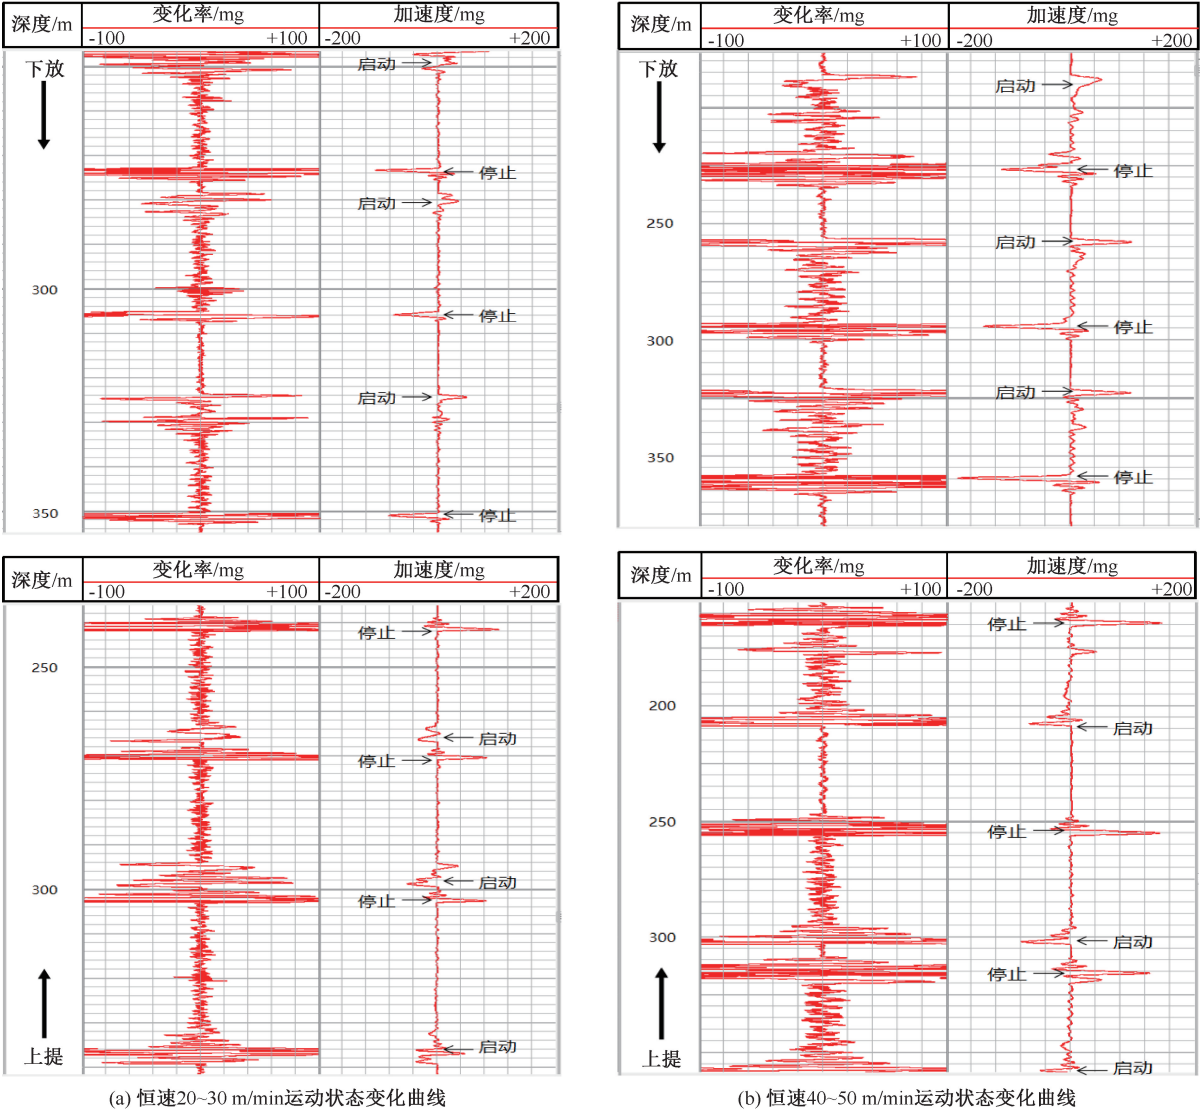 深度/m 变化率/mg 加速度/mg
-100 +100 -200 +200
下放
启动
停止
启动
300
停止
启动
350
停止
深度/m 变化率/mg 加速度/mg
-100 +100 -200 +200
停止
250
启动
停止
启动
300
停止
启动
上提
(a) 恒速20~30 m/min运动状态变化曲线
深度/m 变化率/mg 加速度/mg
-100 +100 -200 +200
下放
启动
停止
250
启动
停止
300
启动
350
停止
深度/m 变化率/mg 加速度/mg
-100 +100 -200 +200
停止
200
启动
250
停止
300
启动
停止
上提
启动
(b) 恒速40~50 m/min运动状态变化曲线